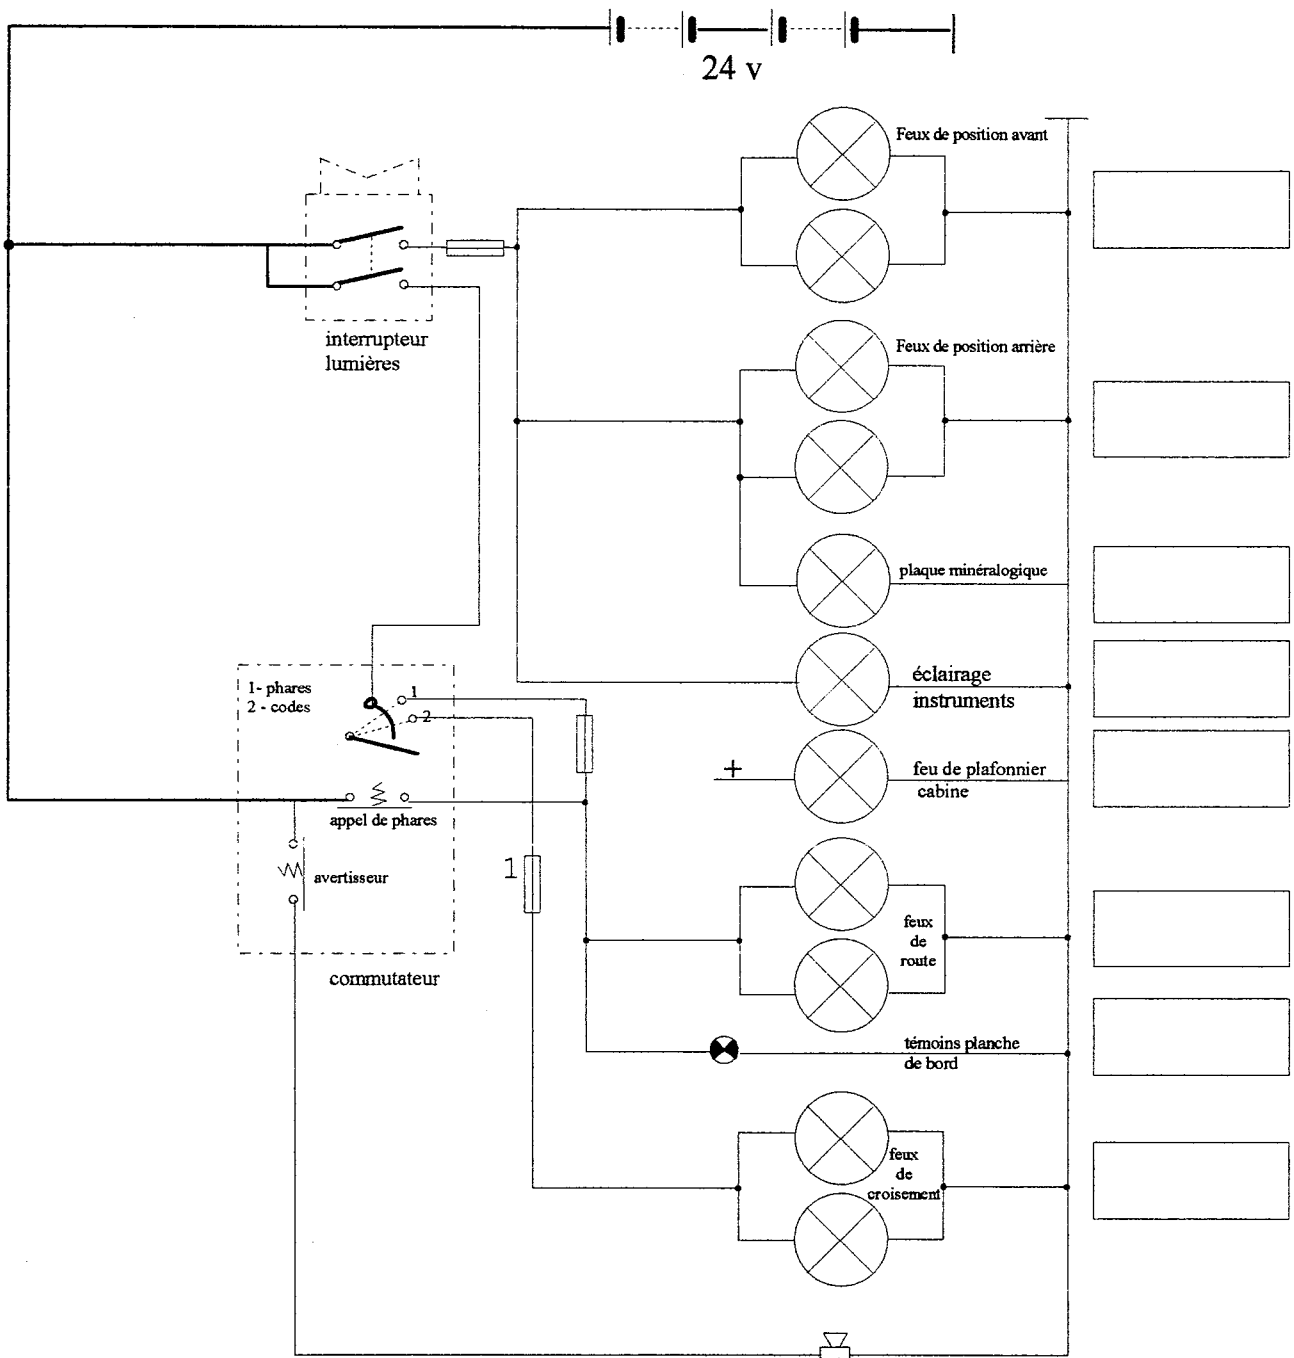 24 v
Feux de position avant
interrupteur
lumières
Feux de position arrière
plaque minéralogique
1- phares
2 - codes
1
2
éclairage
instruments
+
feu de plafonnier
cabine
appel de phares
1
avertisseur
feux
de
route
commutateur
témoins planche
de bord
feux
de
croisement